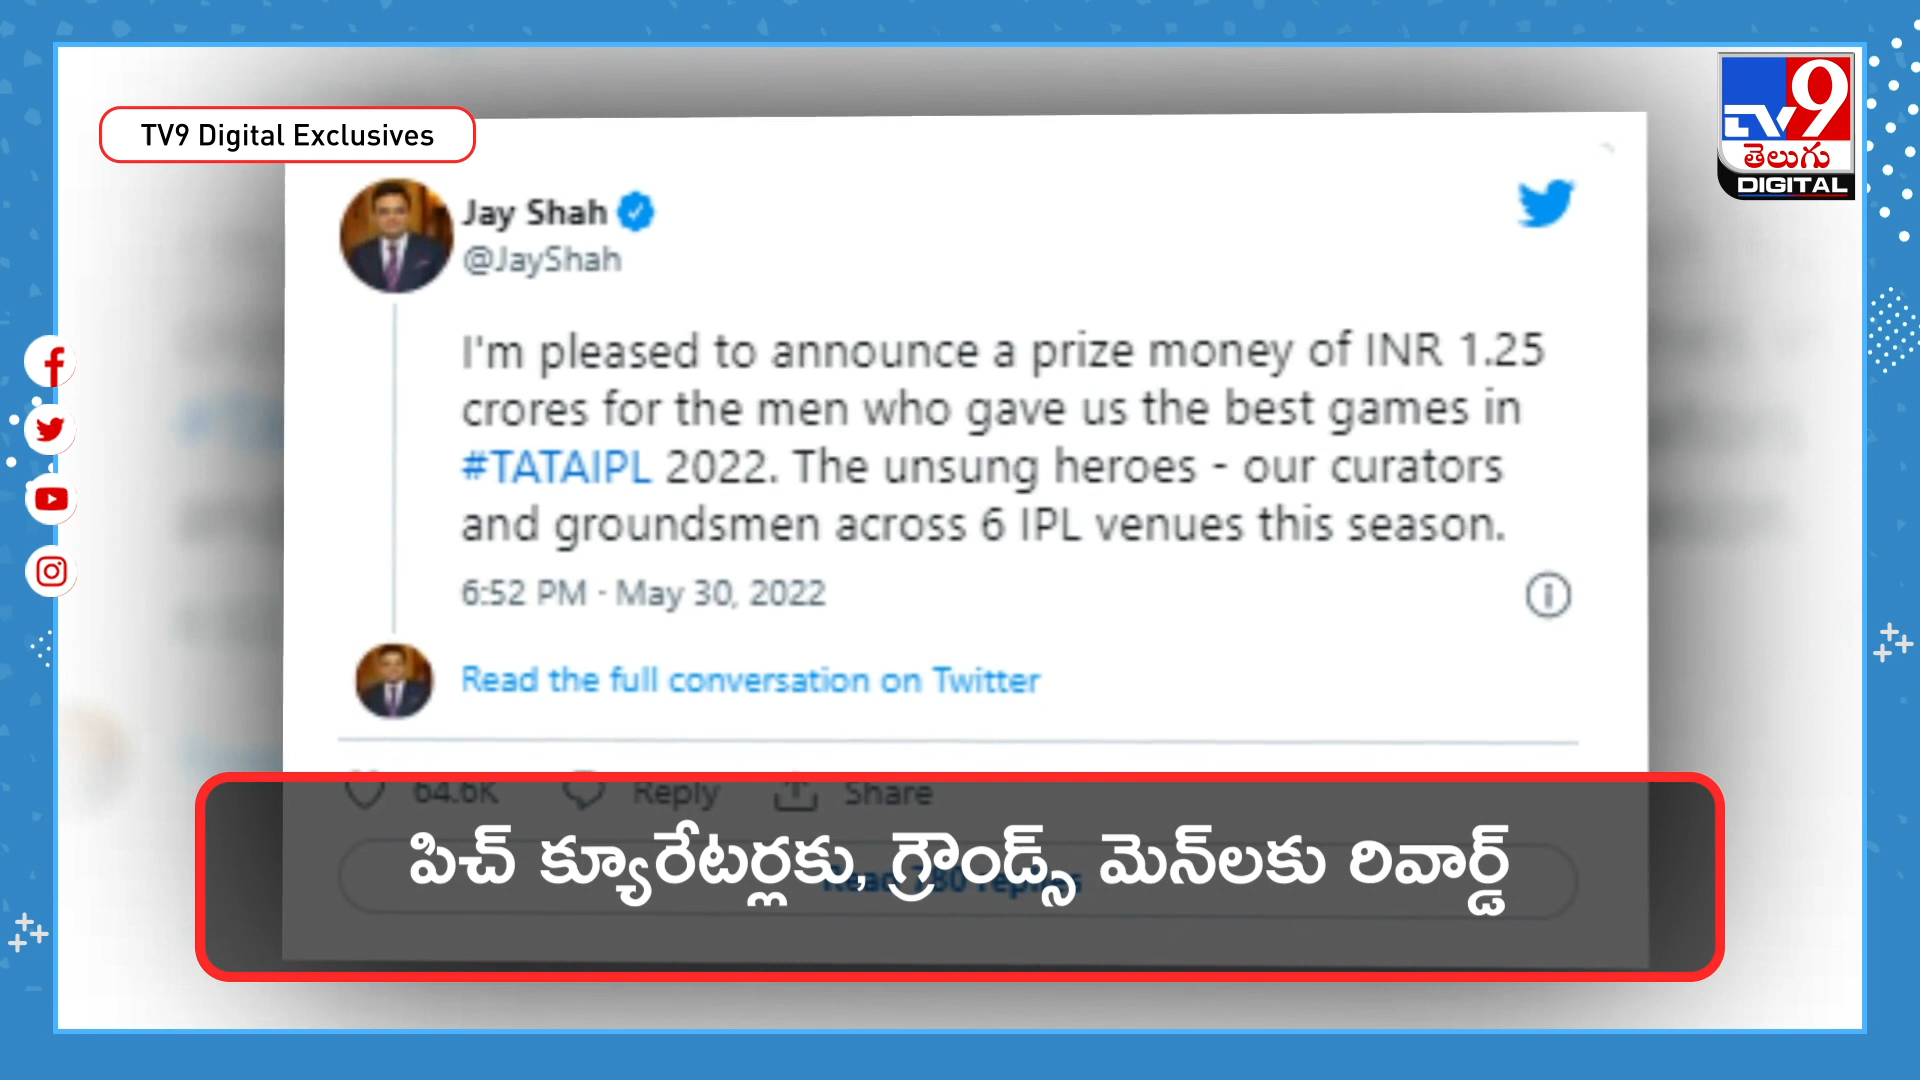 TV9 Digital Exclusives
TV9
తెలుగు
DIGITAL
Jay Shah
@JayShah
I'm pleased to announce a prize money of INR 1.25
crores for the men who gave us the best games in
#TATAIPL 2022. The unsung heroes - our curators
and groundsmen across 6 IPL venues this season.
6:52 PM · May 30, 2022
Read the full conversation on Twitter
64.6K Reply Share
పిచ్ క్యూరేటర్లకు, గ్రౌండ్స్ మెన్‌లకు రివార్డ్